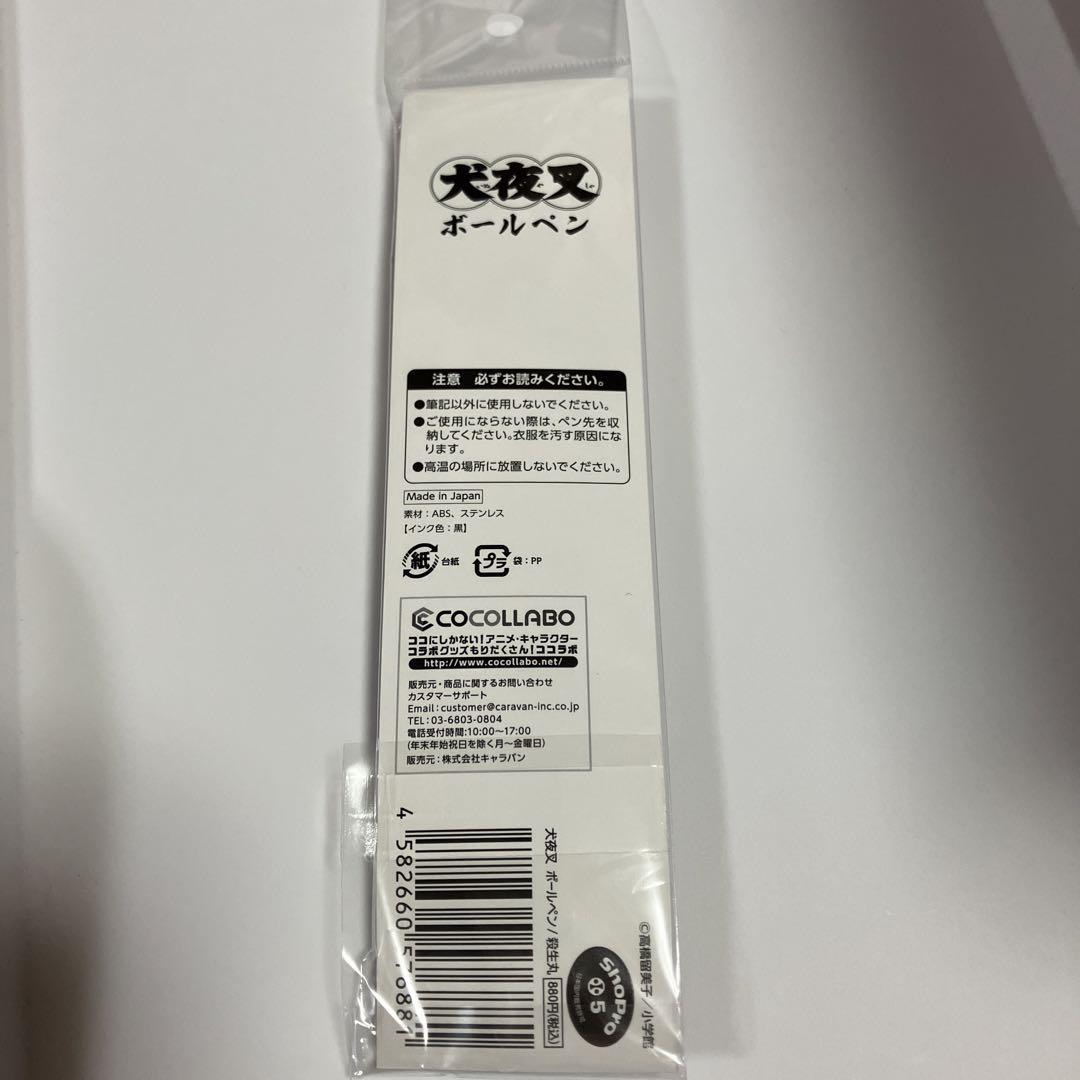 犬夜叉
いぬ や しゃ
ボールペン
注意 必ずお読みください。
●筆記以外に使用しないでください。
●ご使用にならない際は、ペン先を収
納してください。衣服を汚す原因にな
ります。
●高温の場所に放置しないでください。
Made in Japan
素材：ABS、ステンレス
【インク色：黒】
紙 台紙 プラ 袋：PP
COCOLLABO
ココにしかない！アニメ・キャラクター
コラボグッズもりだくさん！ココラボ
http://www.cocollabo.net/
販売元・商品に関するお問い合わせ
カスタマーサポート
Email：customer@caravan-inc.co.jp
TEL：03-6803-0804
電話受付時間:10:00〜17:00
(年末年始祝日を除く月〜金曜日)
販売元：株式会社キャラバン
4 582660 576881
犬夜叉 ボールペン/殺生丸 880円(税込)
ShoPro
小 5
©高橋留美子／小学館